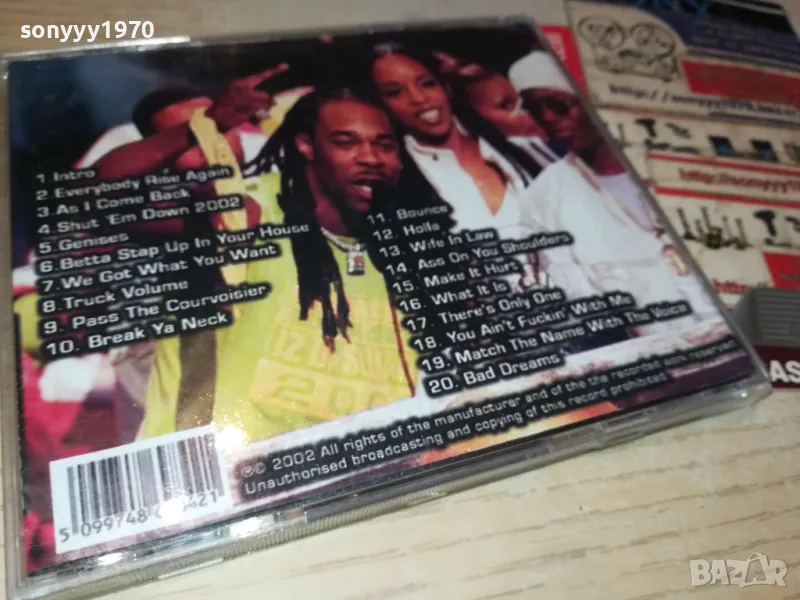 sonyyy1970
1 Intro
2. Everybody Rise Again
3. As I Come Back
4. Shut 'Em Down 2002
5. Genises
6. Betta Stap Up In Your House
7. We Got What You Want
8. Truck Volume
9. Pass The Courvoisier
10. Break Ya Neck
11. Bounce
12. Holla
13. Wife In Law
14. Ass On You Shoulders
15. Make It Hurt
16. What It Is
17. There's Only One
18. You Ain't Fuckin' With Me
19. Match The Name With The Voice
20. Bad Dreams
℗© 2002 All rights of the manufacturer and of the the recorded work reserved
Unauthorised broadcasting and copying of this record prohibited
5 099748
AS
BAZAR